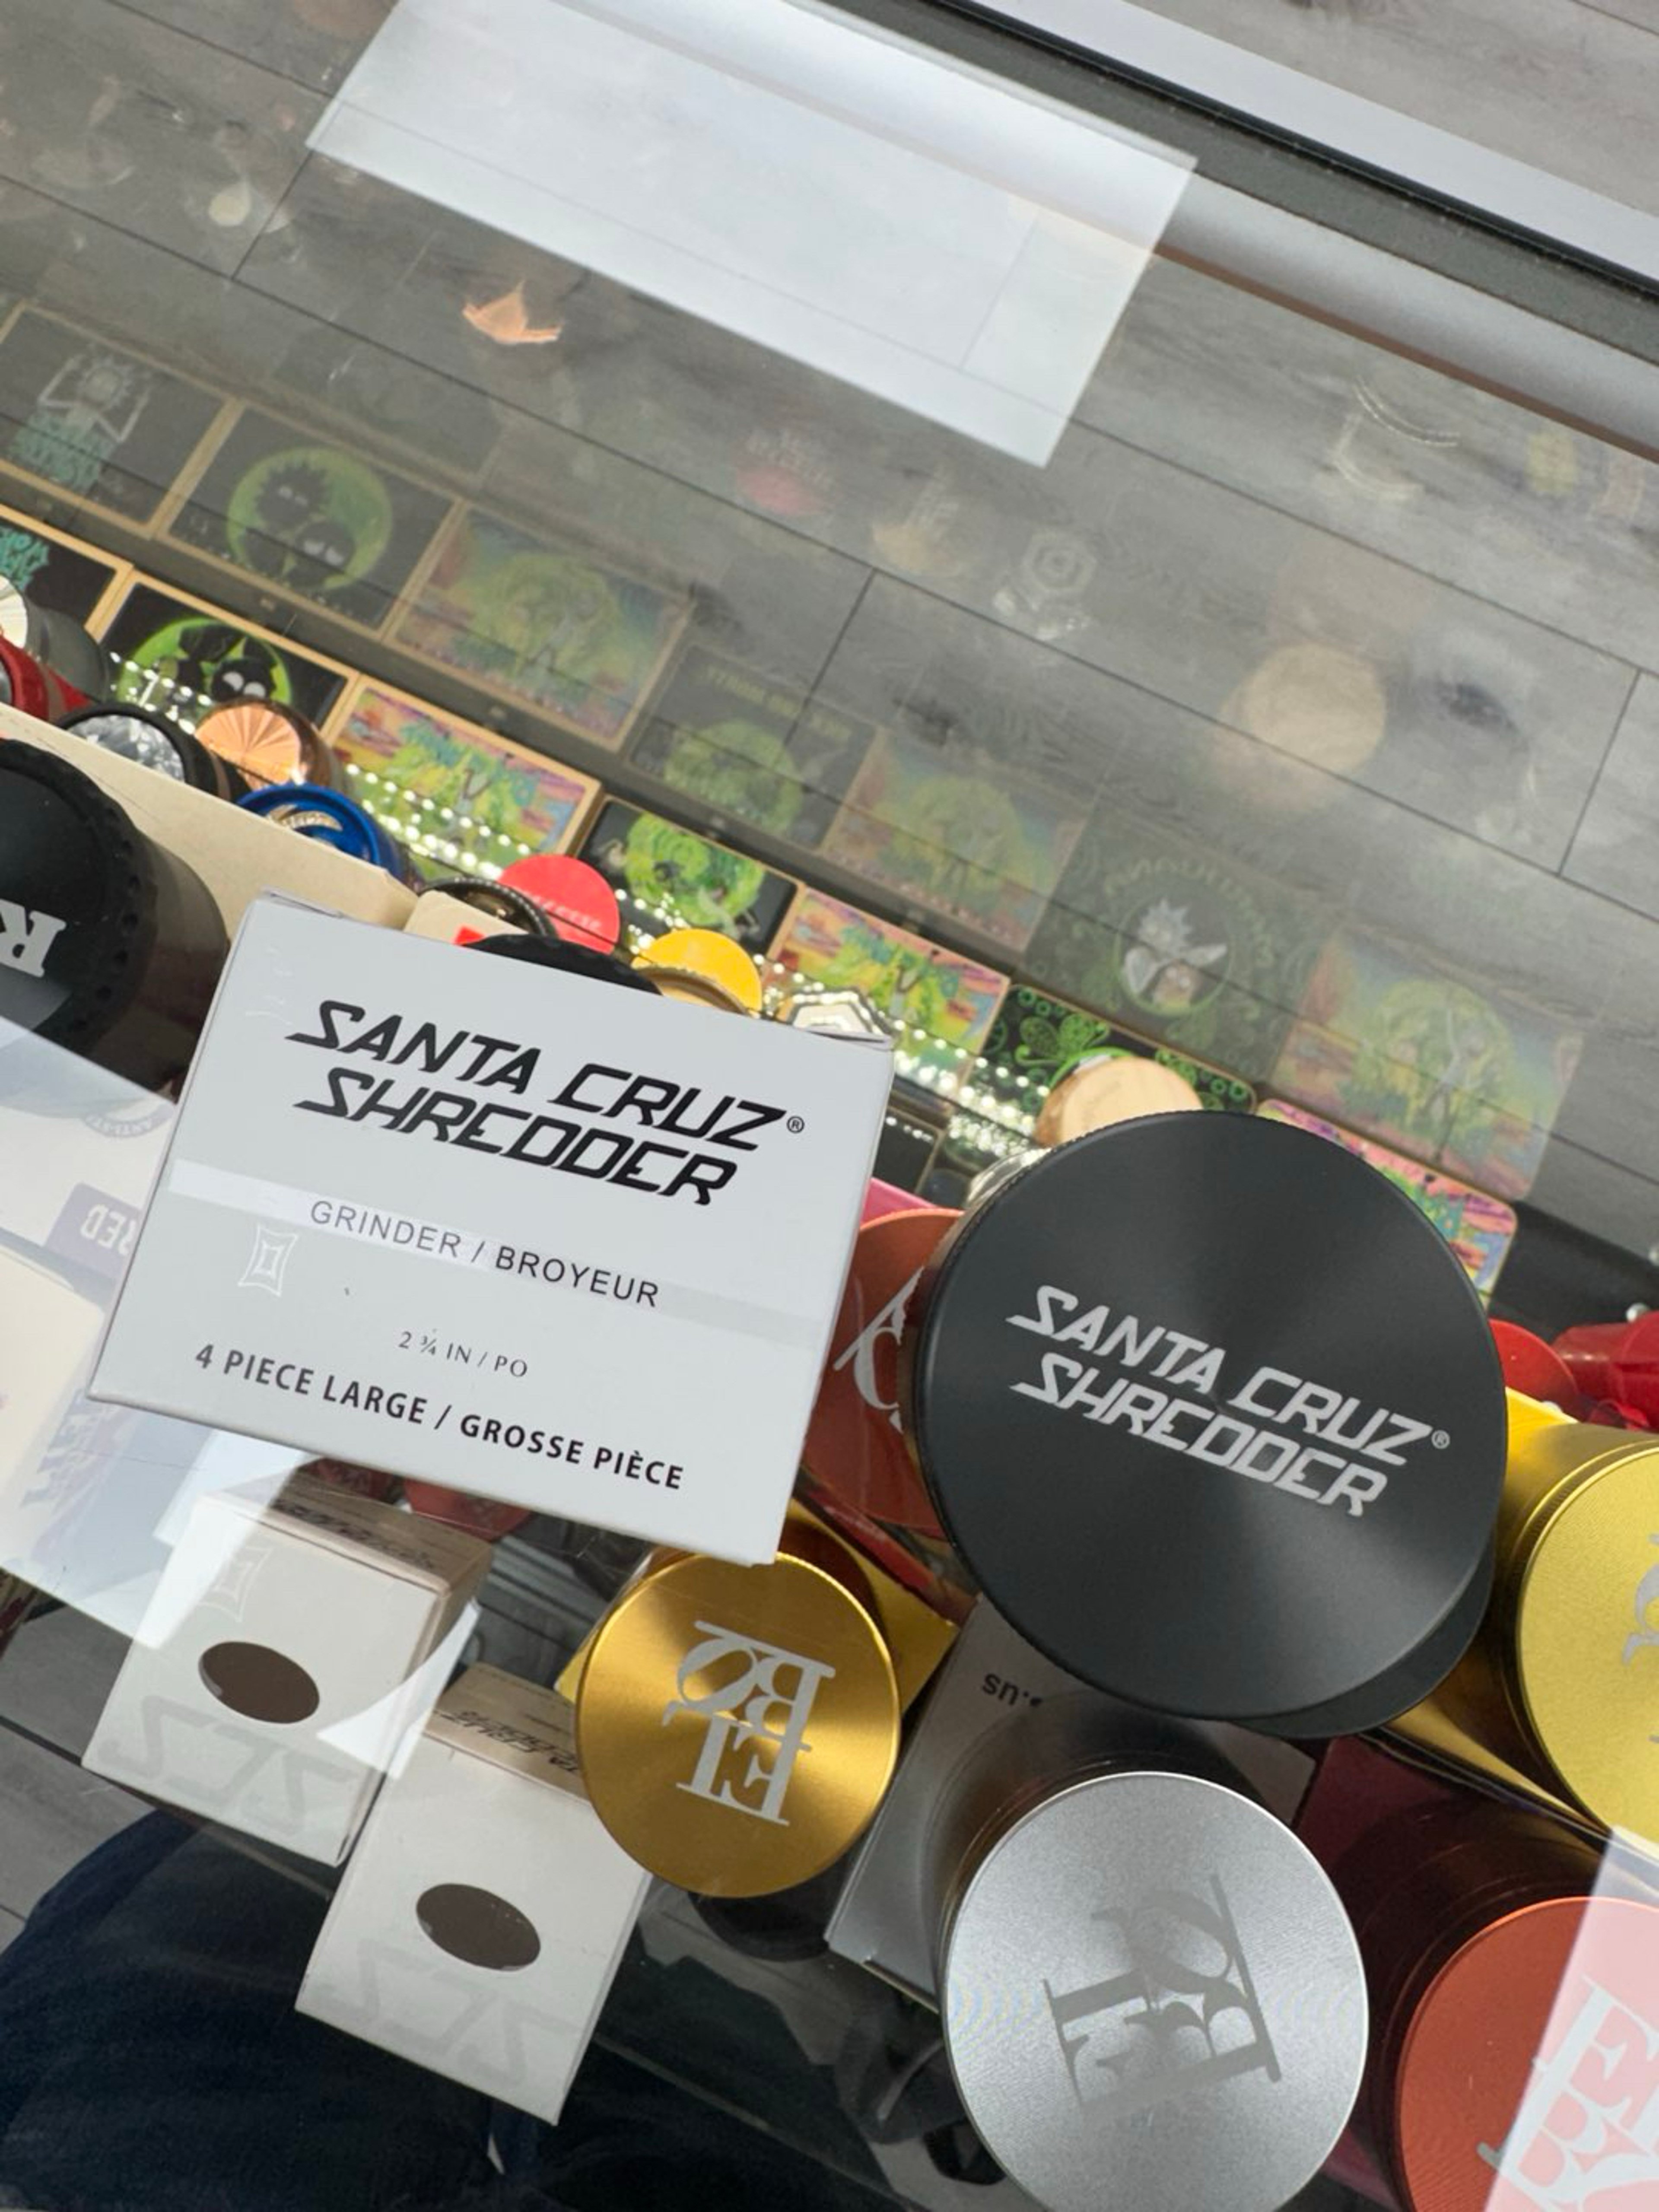 SANTA CRUZ®
SHREDDER
GRINDER / BROYEUR
2 ¾ IN / PO
4 PIECE LARGE / GROSSE PIÈCE
SANTA CRUZ®
SHREDDER